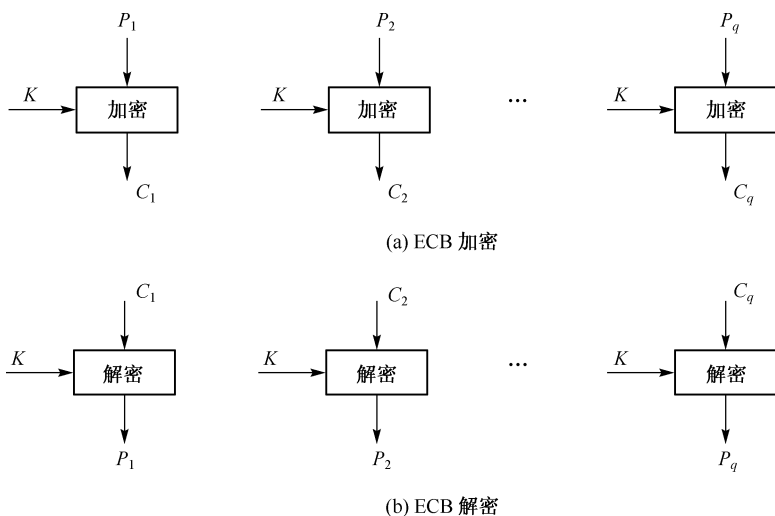 P1 P2 Pq
K 加密 K 加密 ... K 加密
C1 C2 Cq
(a) ECB 加密
C1 C2 Cq
K 解密 K 解密 ... K 解密
P1 P2 Pq
(b) ECB 解密